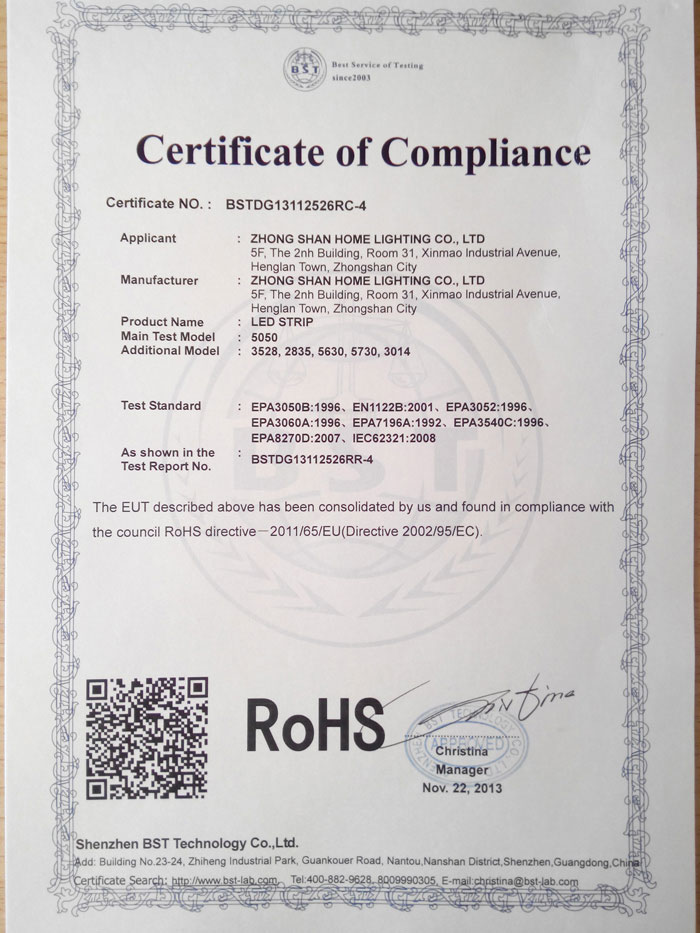 BST
Best Service of Testing
since2003
Certificate of Compliance
Certificate NO. : BSTDG13112526RC-4
Applicant : ZHONG SHAN HOME LIGHTING CO., LTD
5F, The 2nh Building, Room 31, Xinmao Industrial Avenue,
Henglan Town, Zhongshan City
Manufacturer : ZHONG SHAN HOME LIGHTING CO., LTD
5F, The 2nh Building, Room 31, Xinmao Industrial Avenue,
Henglan Town, Zhongshan City
Product Name : LED STRIP
Main Test Model : 5050
Additional Model : 3528, 2835, 5630, 5730, 3014
Test Standard : EPA3050B:1996、EN1122B:2001、EPA3052:1996、
EPA3060A:1996、EPA7196A:1992、EPA3540C:1996、
EPA8270D:2007、IEC62321:2008
As shown in the :
Test Report No. BSTDG13112526RR-4
BST
The EUT described above has been consolidated by us and found in compliance with
the council RoHS directive－2011/65/EU(Directive 2002/95/EC).
RoHS
BST TECHNOLOGY CO.,LTD
SHENZHEN
APPROVED
Christina
Manager
Nov. 22, 2013
Shenzhen BST Technology Co.,Ltd.
Add: Building No.23-24, Zhiheng Industrial Park, Guankouer Road, Nantou,Nanshan District,Shenzhen,Guangdong,China
Certificate Search: http://www.bst-lab.com, Tel:400-882-9628, 8009990305, E-mail:christina@bst-lab.com